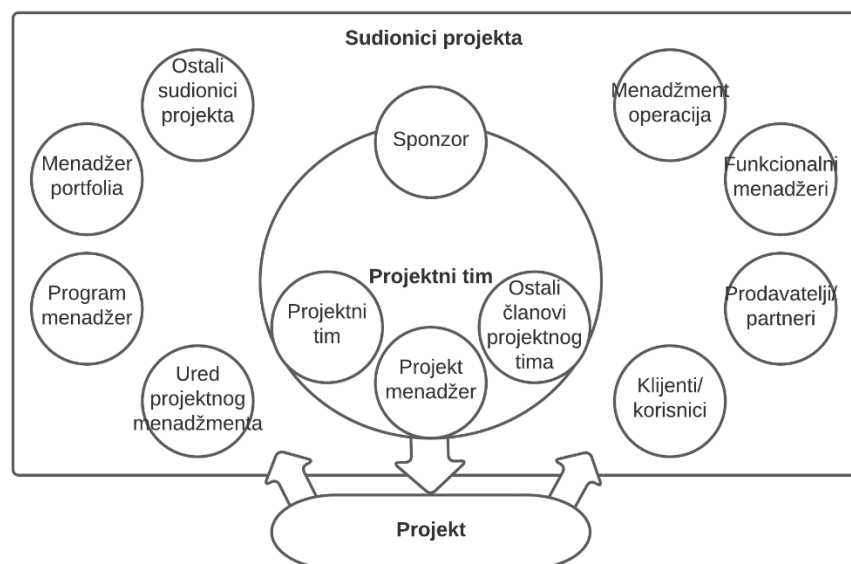 Sudionici projekta
Ostali
sudionici
projekta
Menadžer
portfolia
Program
menadžer
Ured
projektnog
menadžmenta
Sponzor
Projektni tim
Projektni
tim
Projekt
menadžer
Ostali
članovi
projektnog
tima
Menadžment
operacija
Funkcionalni
menadžeri
Prodavatelji/
partneri
Klijenti/
korisnici
Projekt